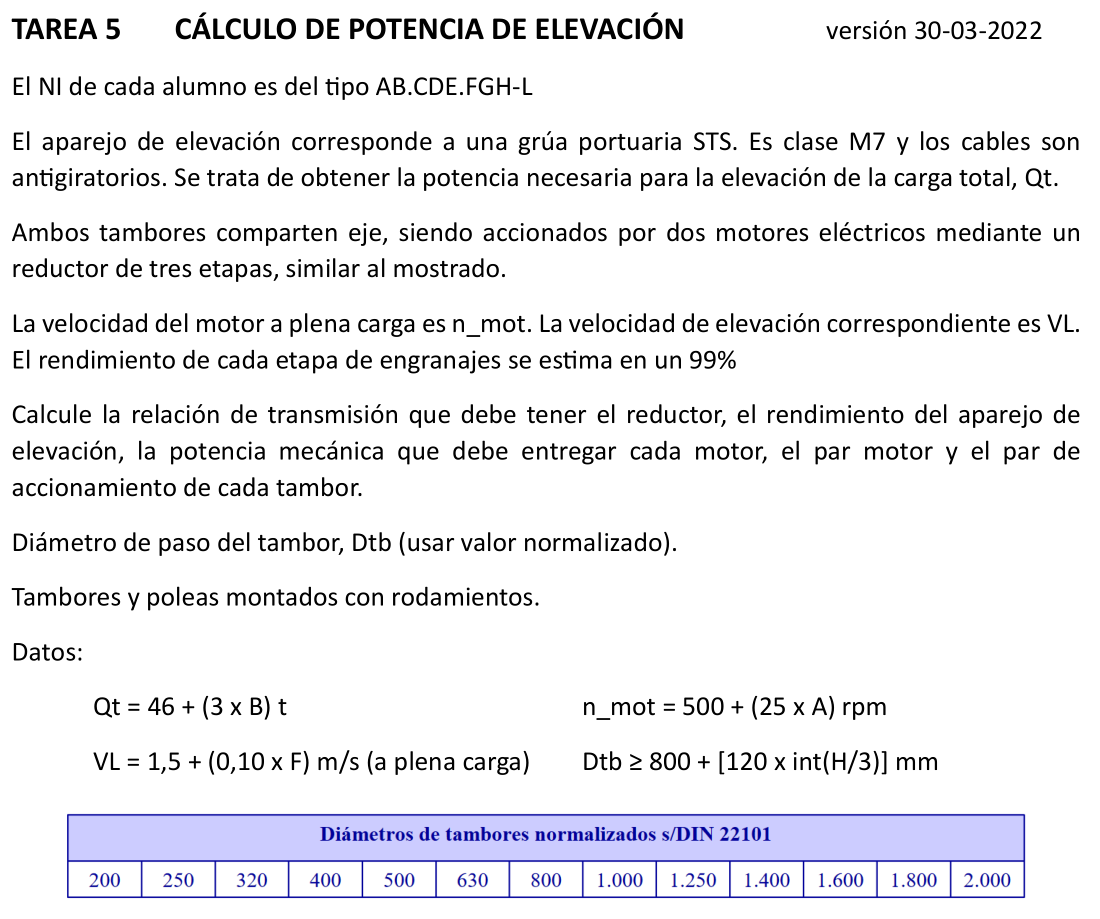 TAREA 5 CÁLCULO DE POTENCIA DE ELEVACIÓN versión 30-03-2022
El NI de cada alumno es del tipo AB.CDE.FGH-L
El aparejo de elevación corresponde a una grúa portuaria STS. Es clase M7 y los cables son
antigiratorios. Se trata de obtener la potencia necesaria para la elevación de la carga total, Qt.
Ambos tambores comparten eje, siendo accionados por dos motores eléctricos mediante un
reductor de tres etapas, similar al mostrado.
La velocidad del motor a plena carga es n_mot. La velocidad de elevación correspondiente es VL.
El rendimiento de cada etapa de engranajes se estima en un 99%
Calcule la relación de transmisión que debe tener el reductor, el rendimiento del aparejo de
elevación, la potencia mecánica que debe entregar cada motor, el par motor y el par de
accionamiento de cada tambor.
Diámetro de paso del tambor, Dtb (usar valor normalizado).
Tambores y poleas montados con rodamientos.
Datos:
Qt = 46 + (3 x B) t n_mot = 500 + (25 x A) rpm
VL = 1,5 + (0,10 x F) m/s (a plena carga) Dtb ≥ 800 + [120 x int(H/3)] mm
Diámetros de tambores normalizados s/DIN 22101
200 250 320 400 500 630 800 1.000 1.250 1.400 1.600 1.800 2.000